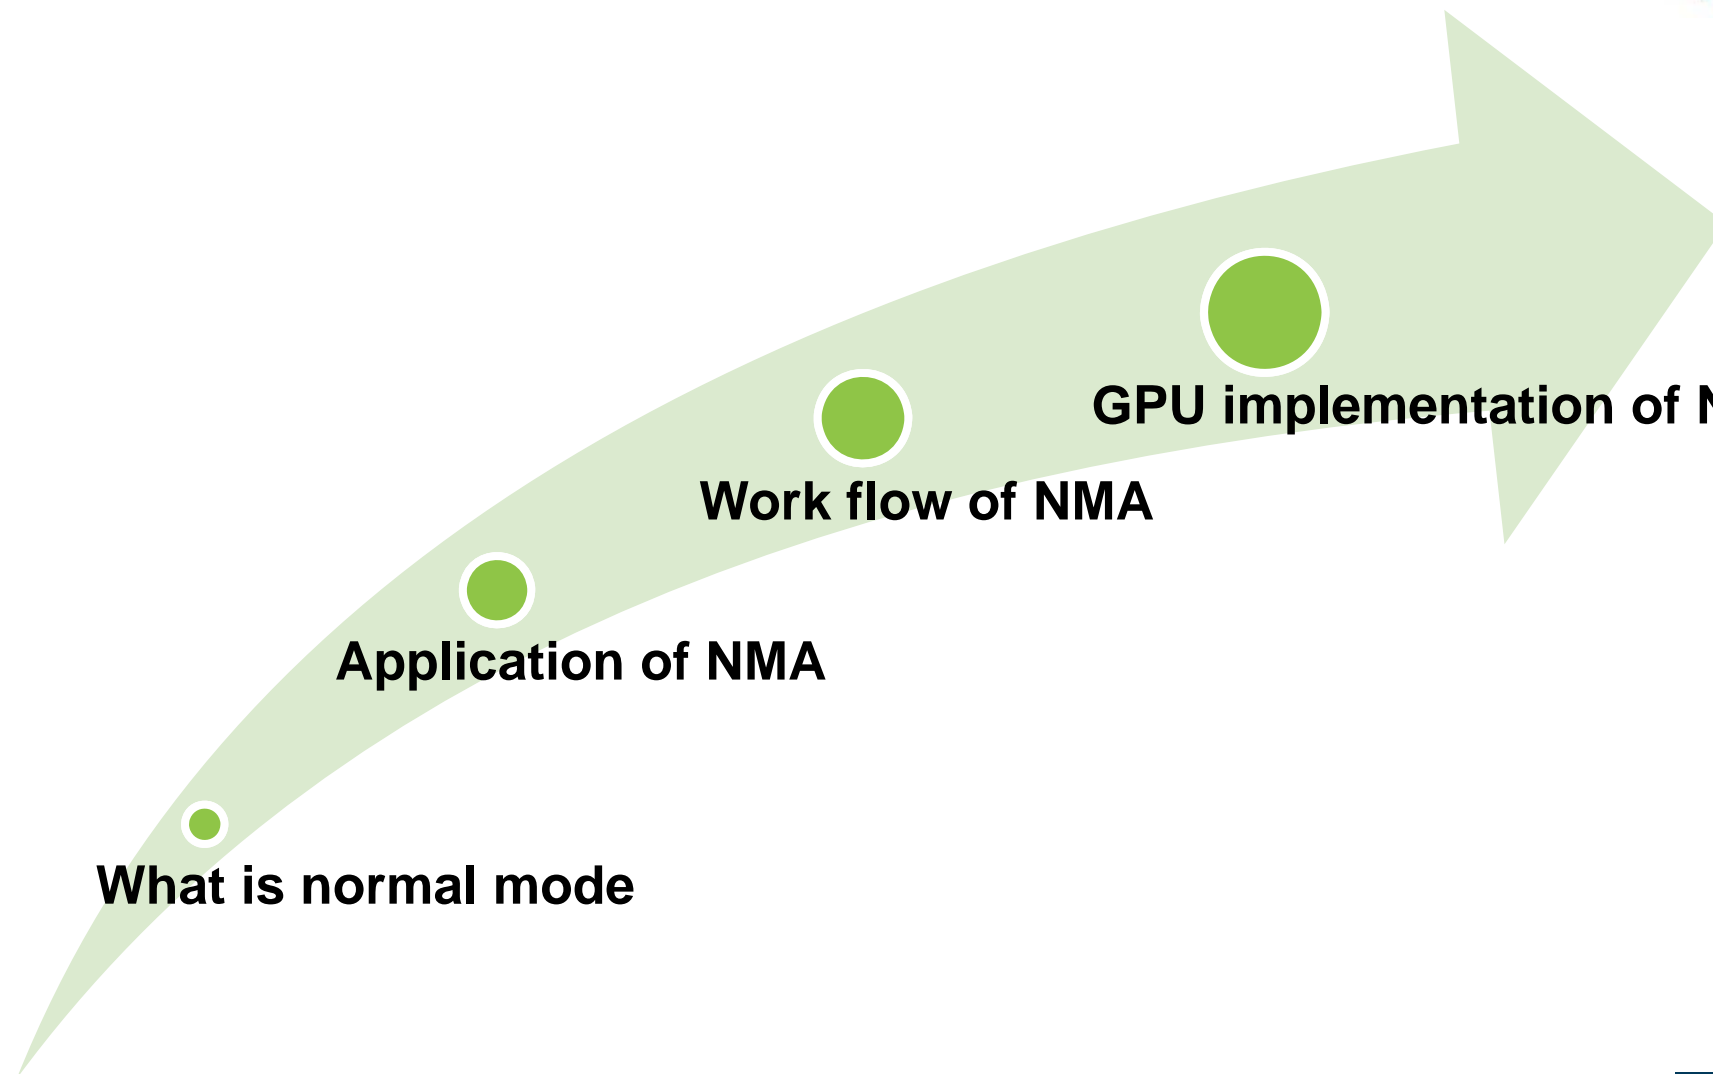 GPU implementation of
Work flow of NMA
Application of NMA
What is normal mode